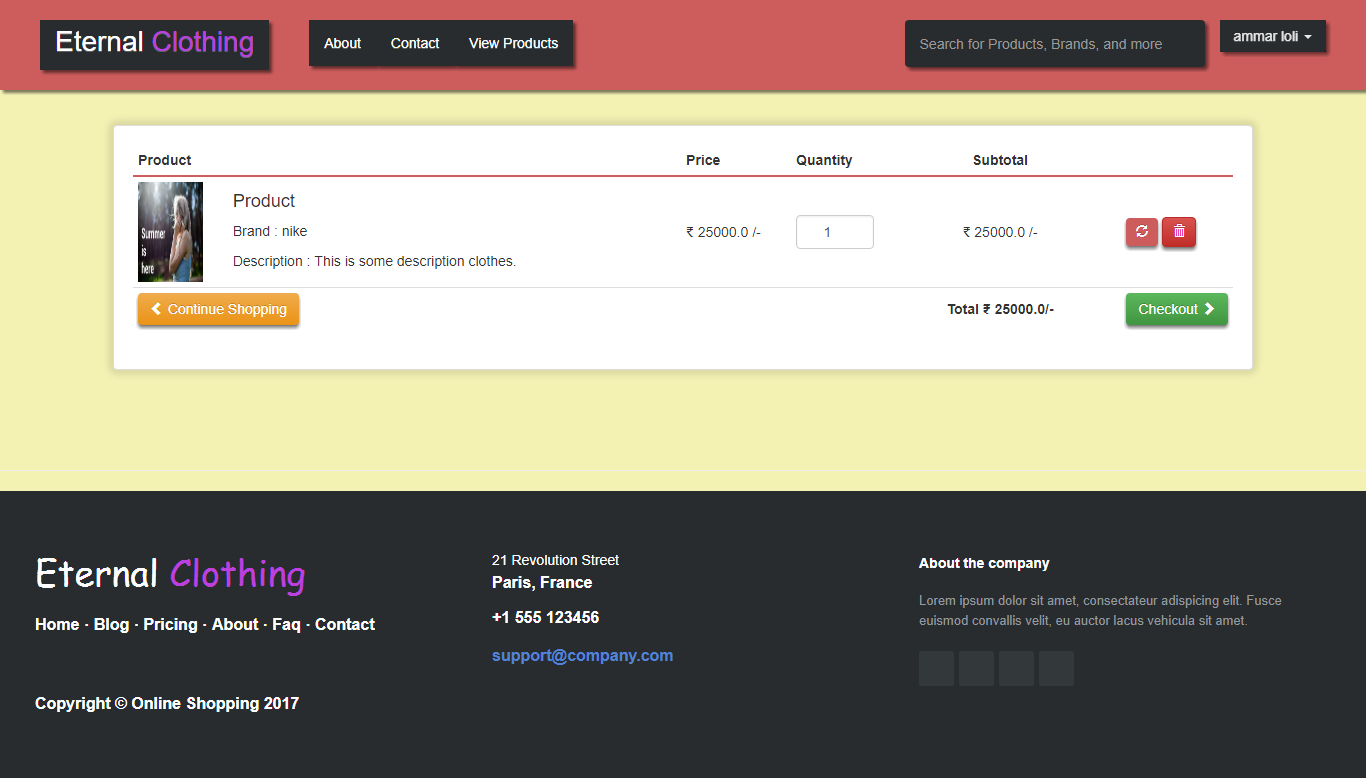 Eternal Clothing
About Contact View Products
Search for Products, Brands, and more
ammar loli
Product Price Quantity Subtotal
Summer
is
here
Product
Brand : nike
Description : This is some description clothes.
₹ 25000.0 /-
1
₹ 25000.0 /-
Continue Shopping
Total ₹ 25000.0/-
Checkout
Eternal Clothing
Home · Blog · Pricing · About · Faq · Contact
Copyright © Online Shopping 2017
21 Revolution Street
Paris, France
+1 555 123456
support@company.com
About the company
Lorem ipsum dolor sit amet, consectateur adispicing elit. Fusce
euismod convallis velit, eu auctor lacus vehicula sit amet.